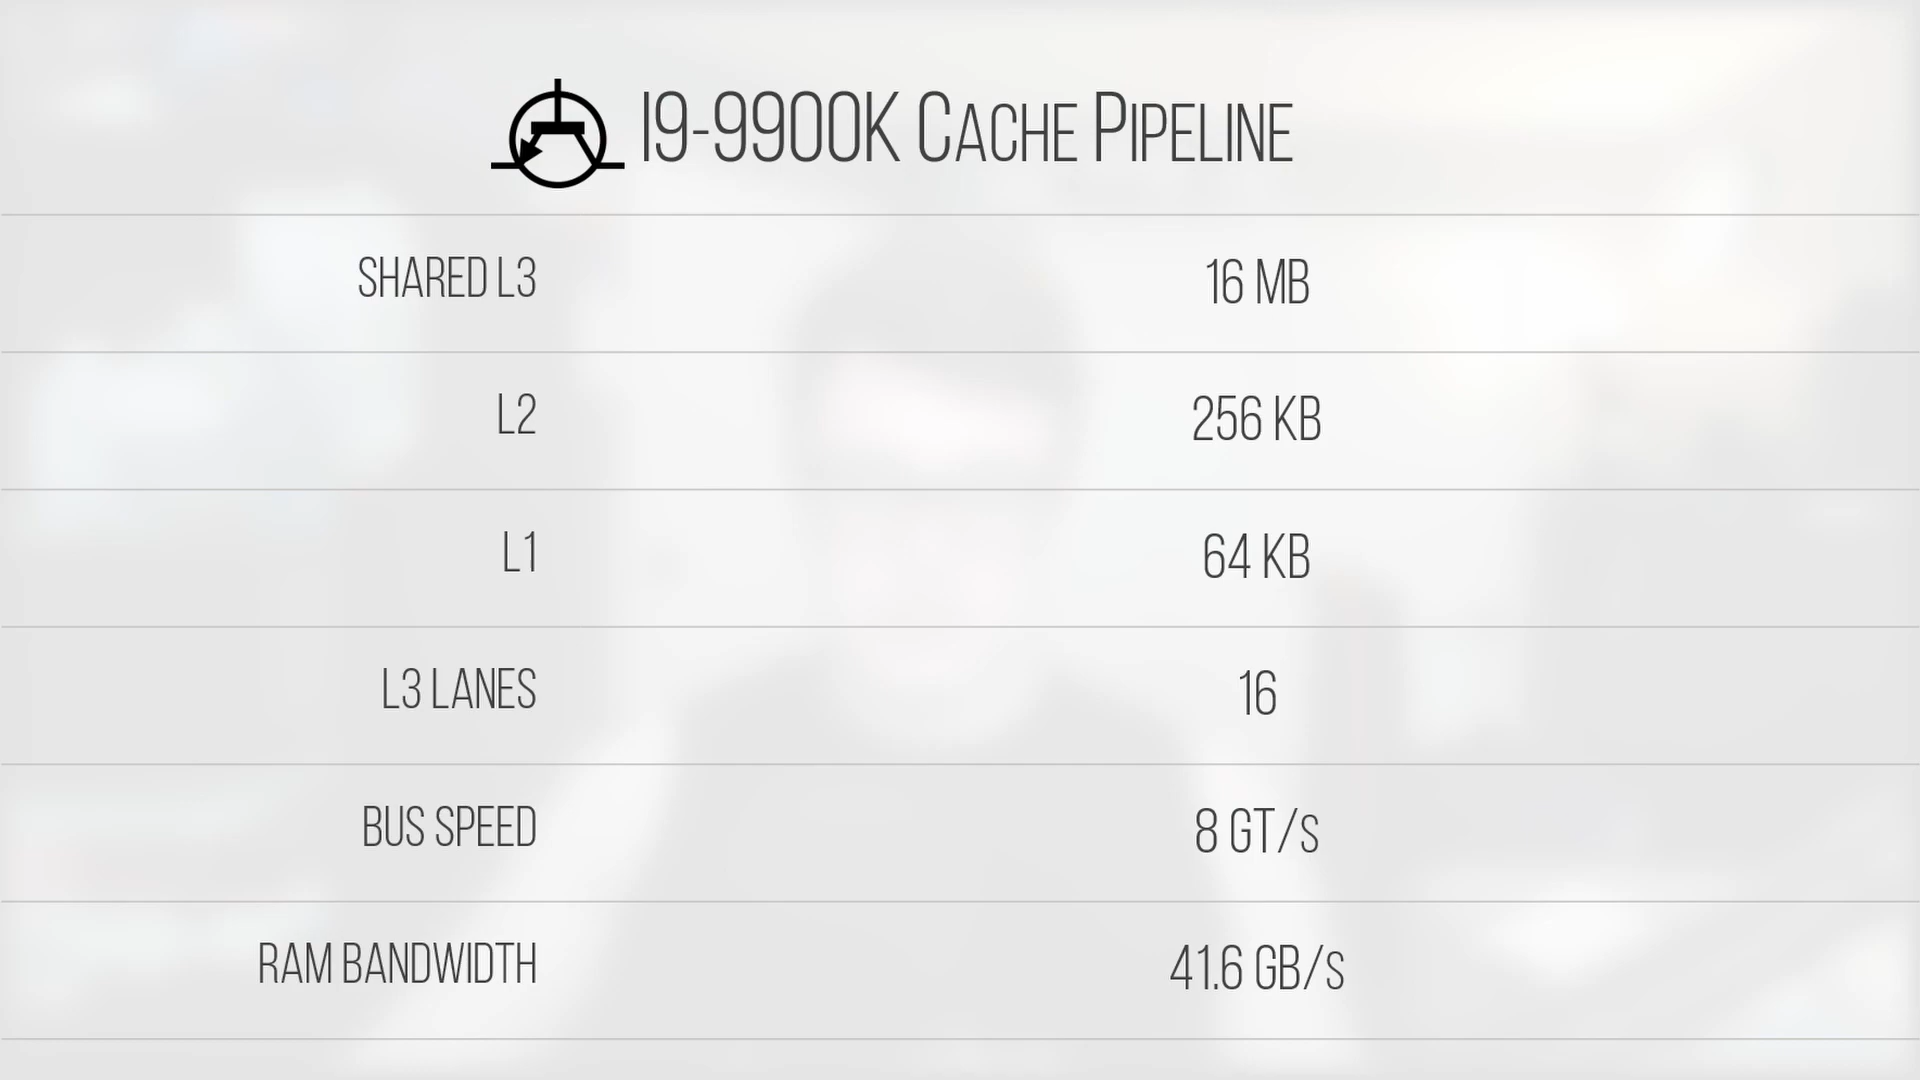 I9-9900K CACHE PIPELINE
SHARED L3 16 MB
L2 256 KB
L1 64 KB
L3 LANES 16
BUS SPEED 8 GT/S
RAM BANDWIDTH 41.6 GB/S